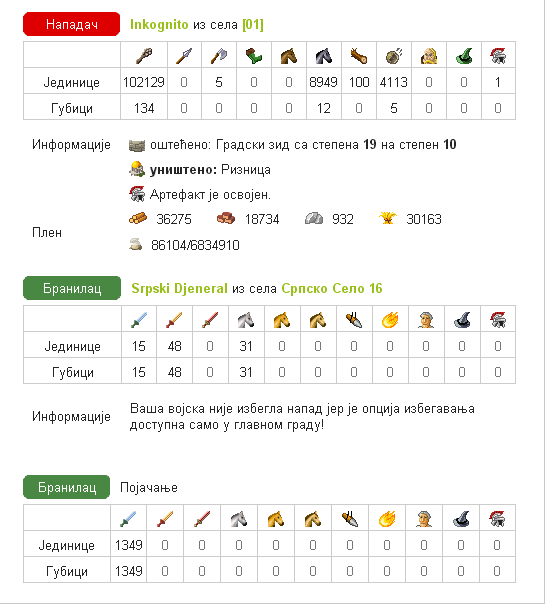 Нападач Inkognito из села [01]
Јединице 102129 0 5 0 0 8949 100 4113 0 0 1
Губици 134 0 0 0 0 12 0 5 0 0 0
Информације оштећено: Градски зид са степена 19 на степен 10
уништено: Ризница
Артефакт је освојен.
Плен 36275 18734 932 30163
86104/6834910
Бранилац Srpski Djeneral из села Српско Село 16
Јединице 15 48 0 31 0 0 0 0 0 0 0
Губици 15 48 0 31 0 0 0 0 0 0 0
Информације Ваша војска није избегла напад јер је опција избегавања
доступна само у главном граду!
Бранилац Појачање
Јединице 1349 0 0 0 0 0 0 0 0 0 0
Губици 1349 0 0 0 0 0 0 0 0 0 0